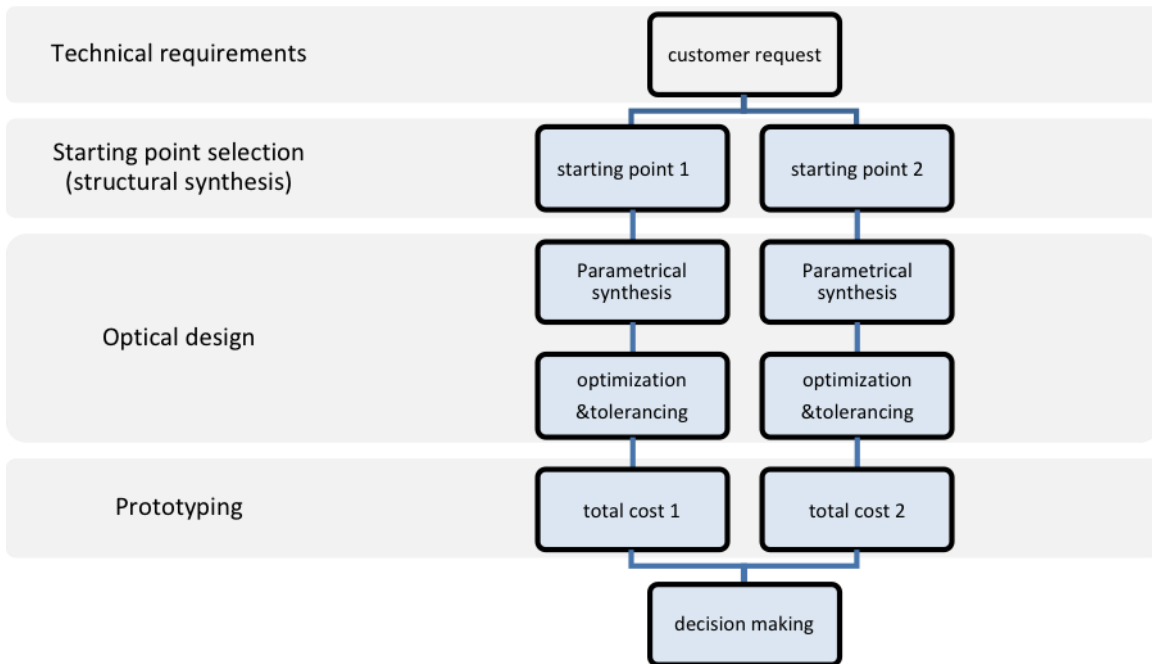 Technical requirements
customer request
Starting point selection
(structural synthesis)
starting point 1
starting point 2
Optical design
Parametrical
synthesis
Parametrical
synthesis
optimization
&tolerancing
optimization
&tolerancing
Prototyping
total cost 1
total cost 2
decision making